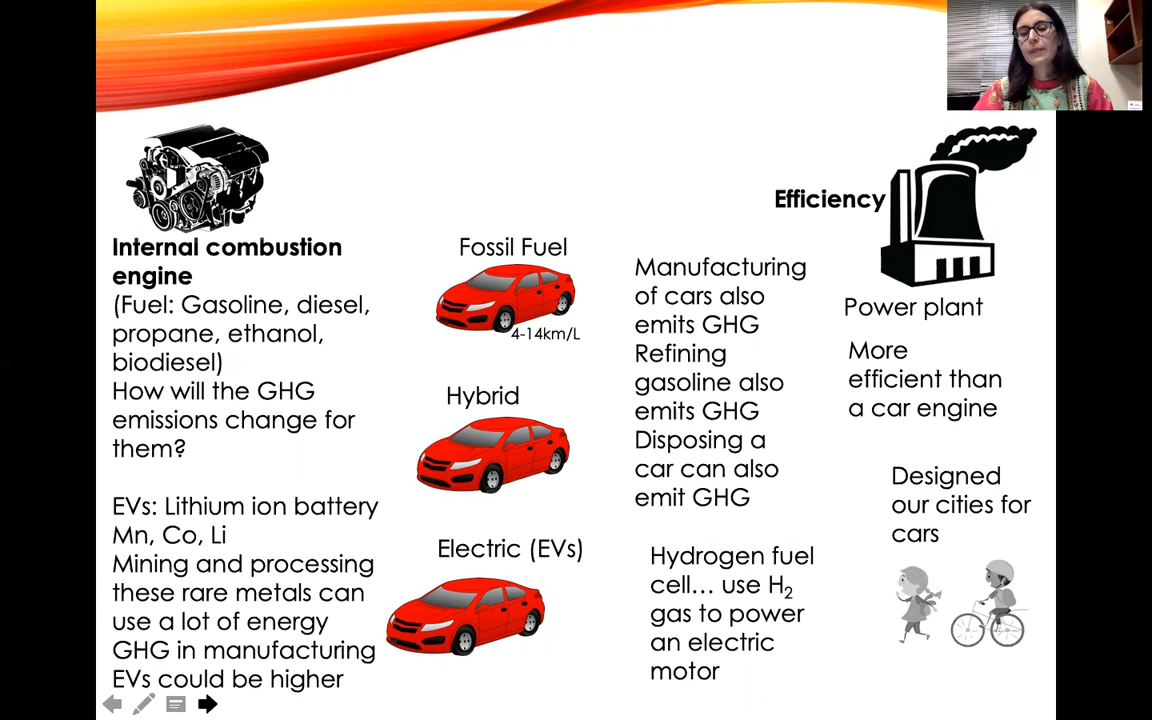 Efficiency
Internal combustion
engine
(Fuel: Gasoline, diesel,
propane, ethanol,
biodiesel)
How will the GHG
emissions change for
them?
EVs: Lithium ion battery
Mn, Co, Li
Mining and processing
these rare metals can
use a lot of energy
GHG in manufacturing
EVs could be higher
Fossil Fuel
4-14km/L
Hybrid
Electric (EVs)
Manufacturing
of cars also
emits GHG
Refining
gasoline also
emits GHG
Disposing a
car can also
emit GHG
Hydrogen fuel
cell... use H₂
gas to power
an electric
motor
Power plant
More
efficient than
a car engine
Designed
our cities for
cars